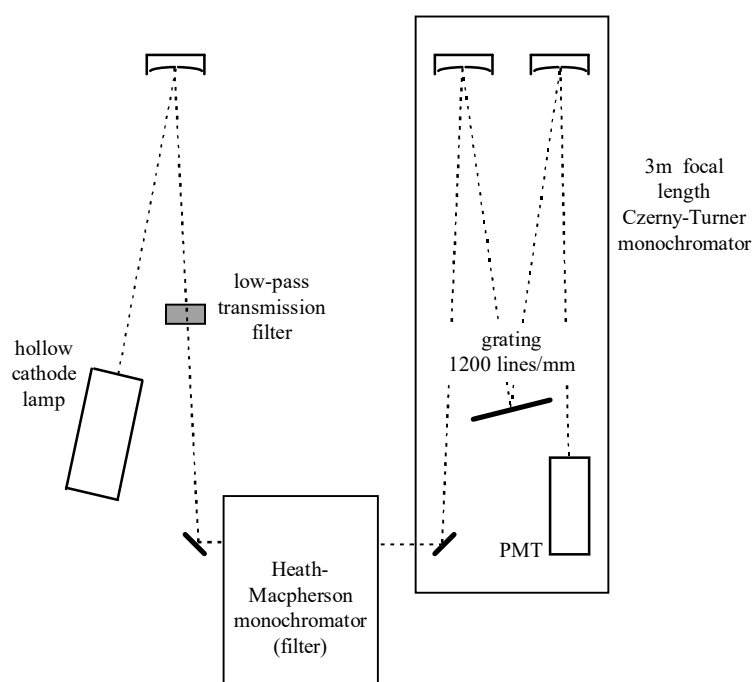 3m focal
length
Czerny-Turner
monochromator
low-pass
transmission
filter
hollow
cathode
lamp
grating
1200 lines/mm
PMT
Heath-
Macpherson
monochromator
(filter)